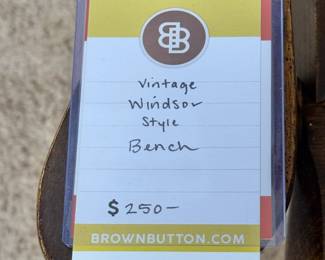 BB
Vintage
Windsor
Style
Bench
$ 250-
BROWNBUTTON.COM